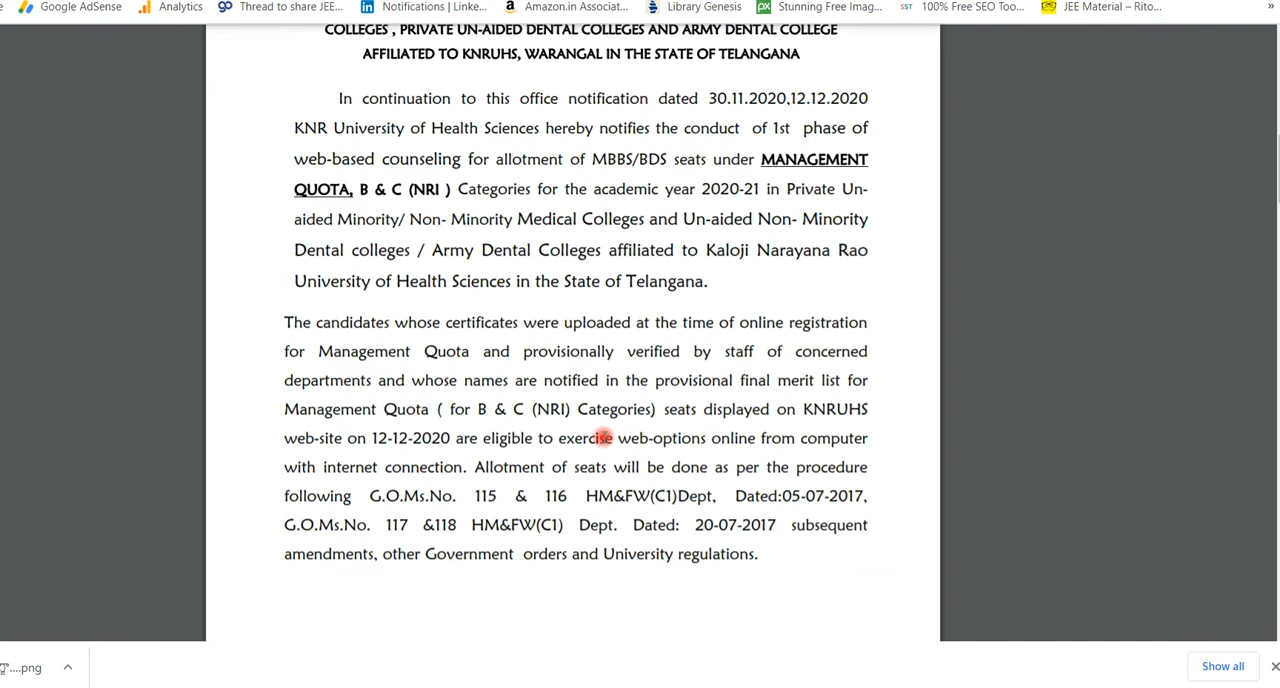 Google AdSense Analytics Thread to share JEE... Notifications | Linke... Amazon.in Associat... Library Genesis Stunning Free Imag... 100% Free SEO Too... JEE Material – Rito... »
COLLEGES , PRIVATE UN-AIDED DENTAL COLLEGES AND ARMY DENTAL COLLEGE
AFFILIATED TO KNRUHS, WARANGAL IN THE STATE OF TELANGANA
In continuation to this office notification dated 30.11.2020,12.12.2020
KNR University of Health Sciences hereby notifies the conduct of 1st phase of
web-based counseling for allotment of MBBS/BDS seats under MANAGEMENT
QUOTA, B & C (NRI ) Categories for the academic year 2020-21 in Private Un-
aided Minority/ Non- Minority Medical Colleges and Un-aided Non- Minority
Dental colleges / Army Dental Colleges affiliated to Kaloji Narayana Rao
University of Health Sciences in the State of Telangana.
The candidates whose certificates were uploaded at the time of online registration
for Management Quota and provisionally verified by staff of concerned
departments and whose names are notified in the provisional final merit list for
Management Quota ( for B & C (NRI) Categories) seats displayed on KNRUHS
web-site on 12-12-2020 are eligible to exercise web-options online from computer
with internet connection. Allotment of seats will be done as per the procedure
following G.O.Ms.No. 115 & 116 HM&FW(C1)Dept, Dated:05-07-2017,
G.O.Ms.No. 117 &118 HM&FW(C1) Dept. Dated: 20-07-2017 subsequent
amendments, other Government orders and University regulations.
....png Show all